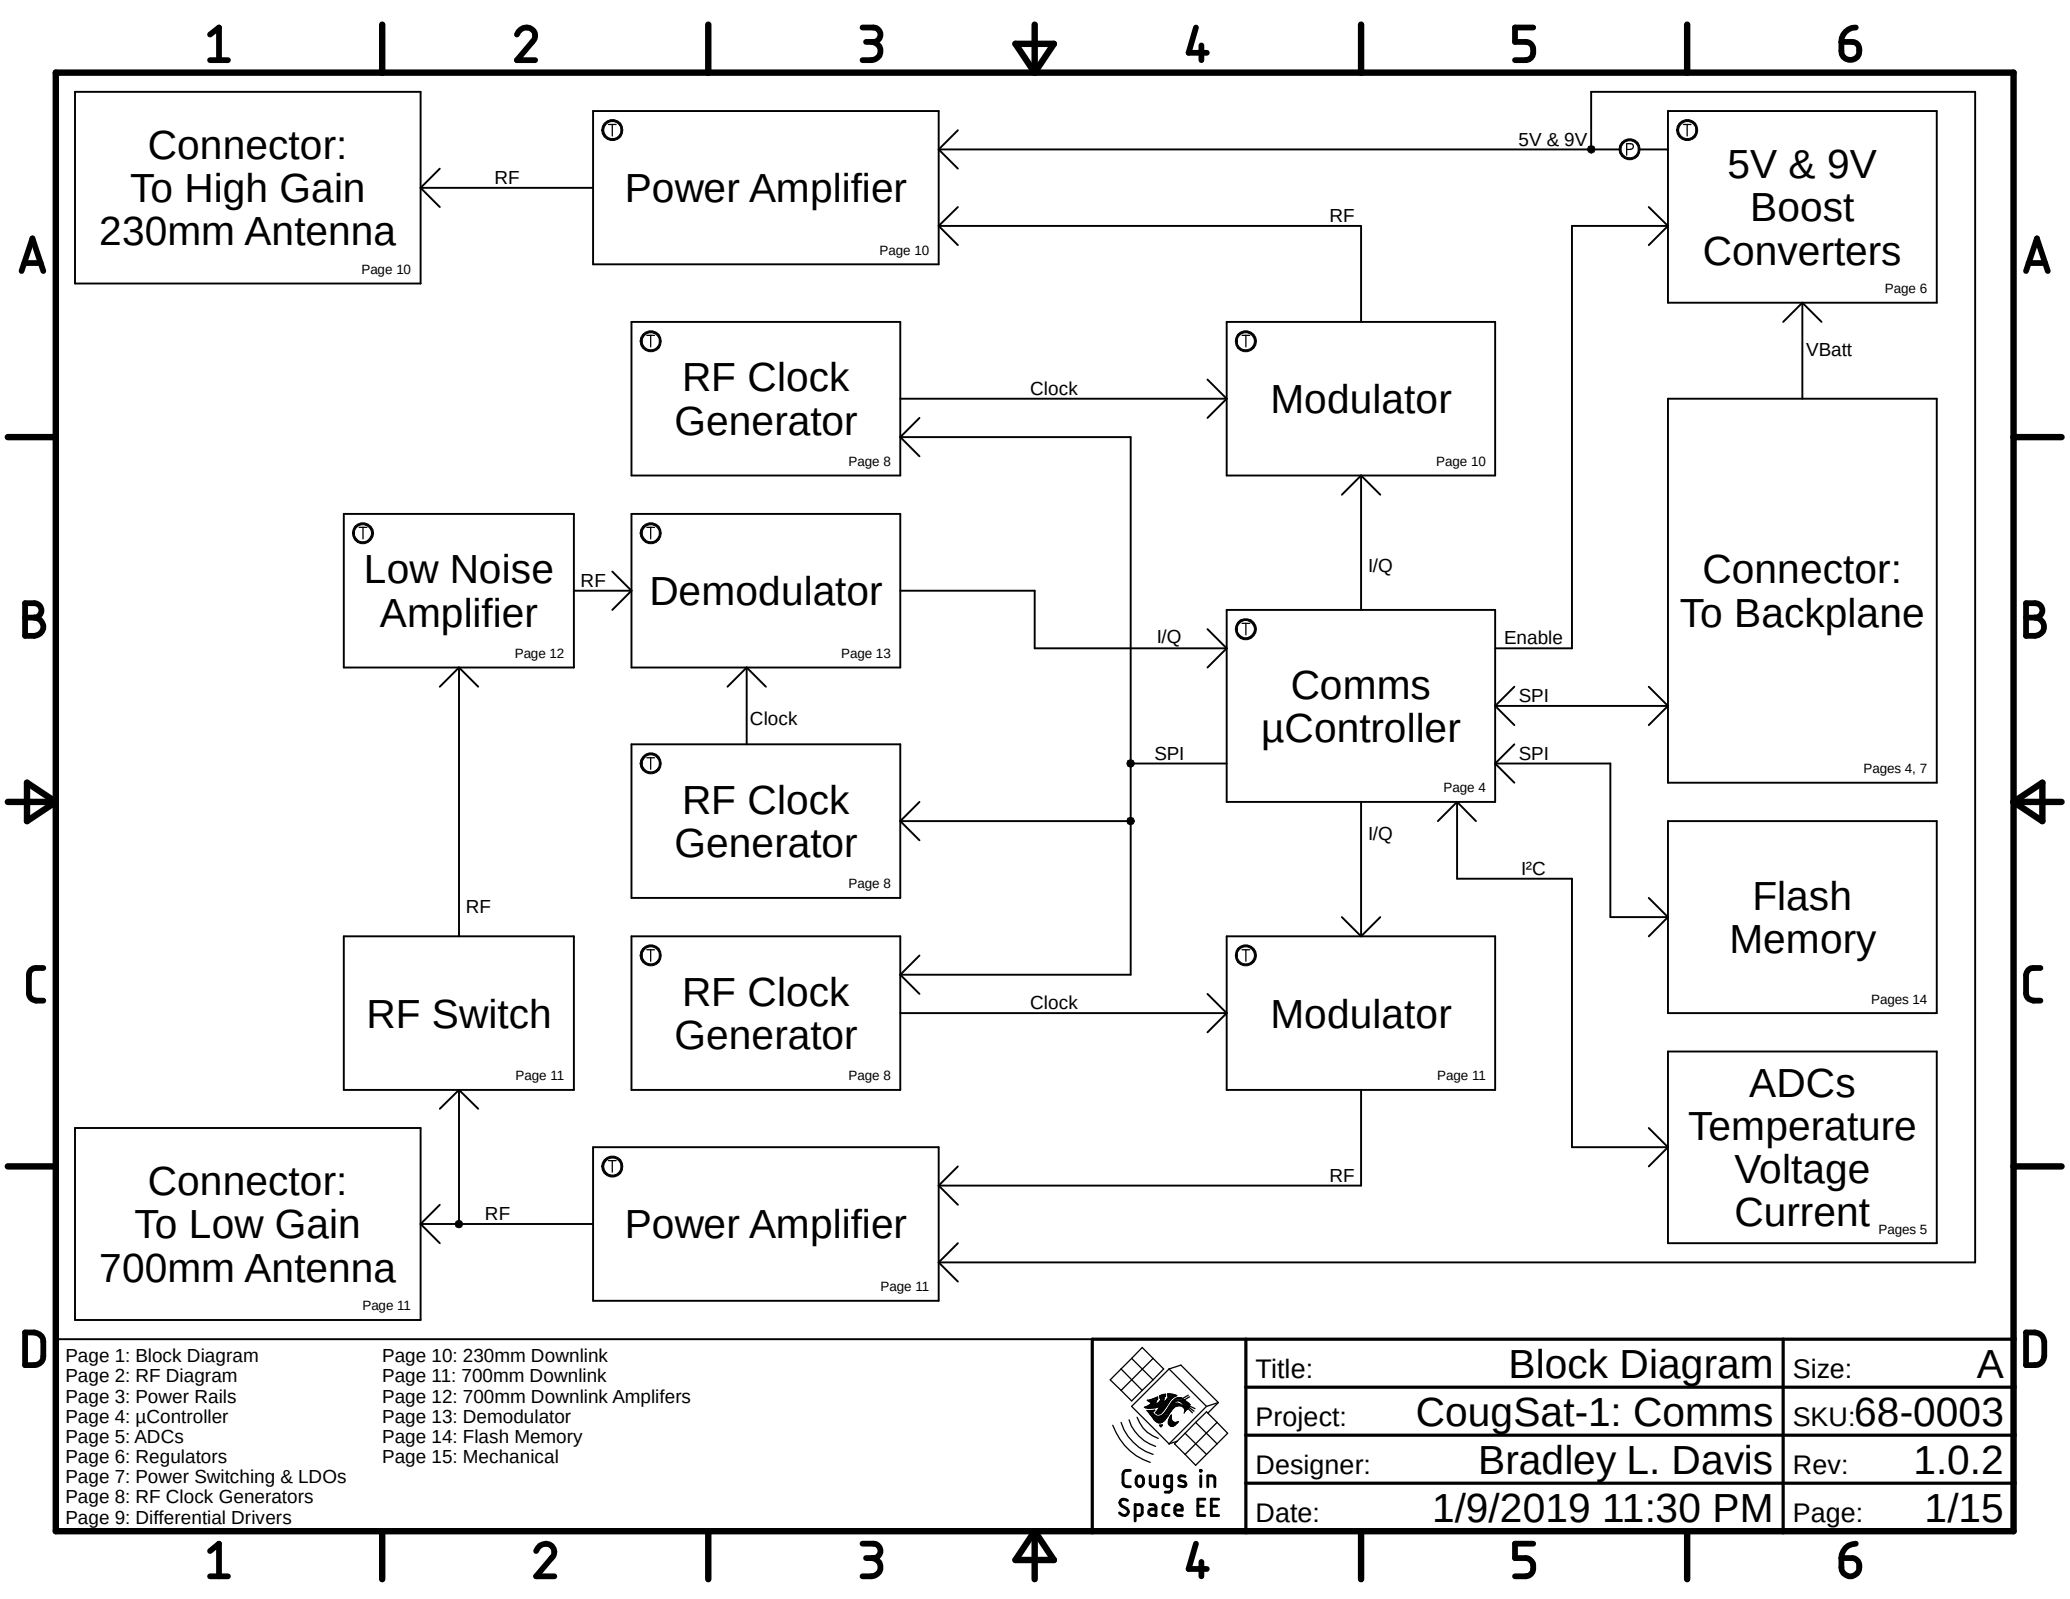 1 2 3 4 5 6
A
A
B
B
C
C
D
D
Connector:
To High Gain
230mm Antenna
Page 10
RF
T
Power Amplifier
Page 10
5V & 9V
P
RF
T
5V & 9V
Boost
Converters
Page 6
VBatt
T
RF Clock
Generator
Page 8
Clock
T
Modulator
Page 10
T
Low Noise
Amplifier
Page 12
RF
T
Demodulator
Page 13
I/Q
I/Q
Connector:
To Backplane
Pages 4, 7
T
Comms
µController
Page 4
Enable
SPI
SPI
SPI
Clock
T
RF Clock
Generator
Page 8
I/Q
I²C
RF
Flash
Memory
Pages 14
RF Switch
Page 11
T
RF Clock
Generator
Page 8
Clock
T
Modulator
Page 11
ADCs
Temperature
Voltage
Current
Pages 5
Connector:
To Low Gain
700mm Antenna
Page 11
RF
T
Power Amplifier
Page 11
RF
Page 1: Block Diagram
Page 2: RF Diagram
Page 3: Power Rails
Page 4: µController
Page 5: ADCs
Page 6: Regulators
Page 7: Power Switching & LDOs
Page 8: RF Clock Generators
Page 9: Differential Drivers
Page 10: 230mm Downlink
Page 11: 700mm Downlink
Page 12: 700mm Downlink Amplifers
Page 13: Demodulator
Page 14: Flash Memory
Page 15: Mechanical
Cougs in
Space EE
Title: Block Diagram
Size: A
Project: CougSat-1: Comms
SKU:68-0003
Designer: Bradley L. Davis
Rev: 1.0.2
Date: 1/9/2019 11:30 PM
Page: 1/15
1 2 3 4 5 6